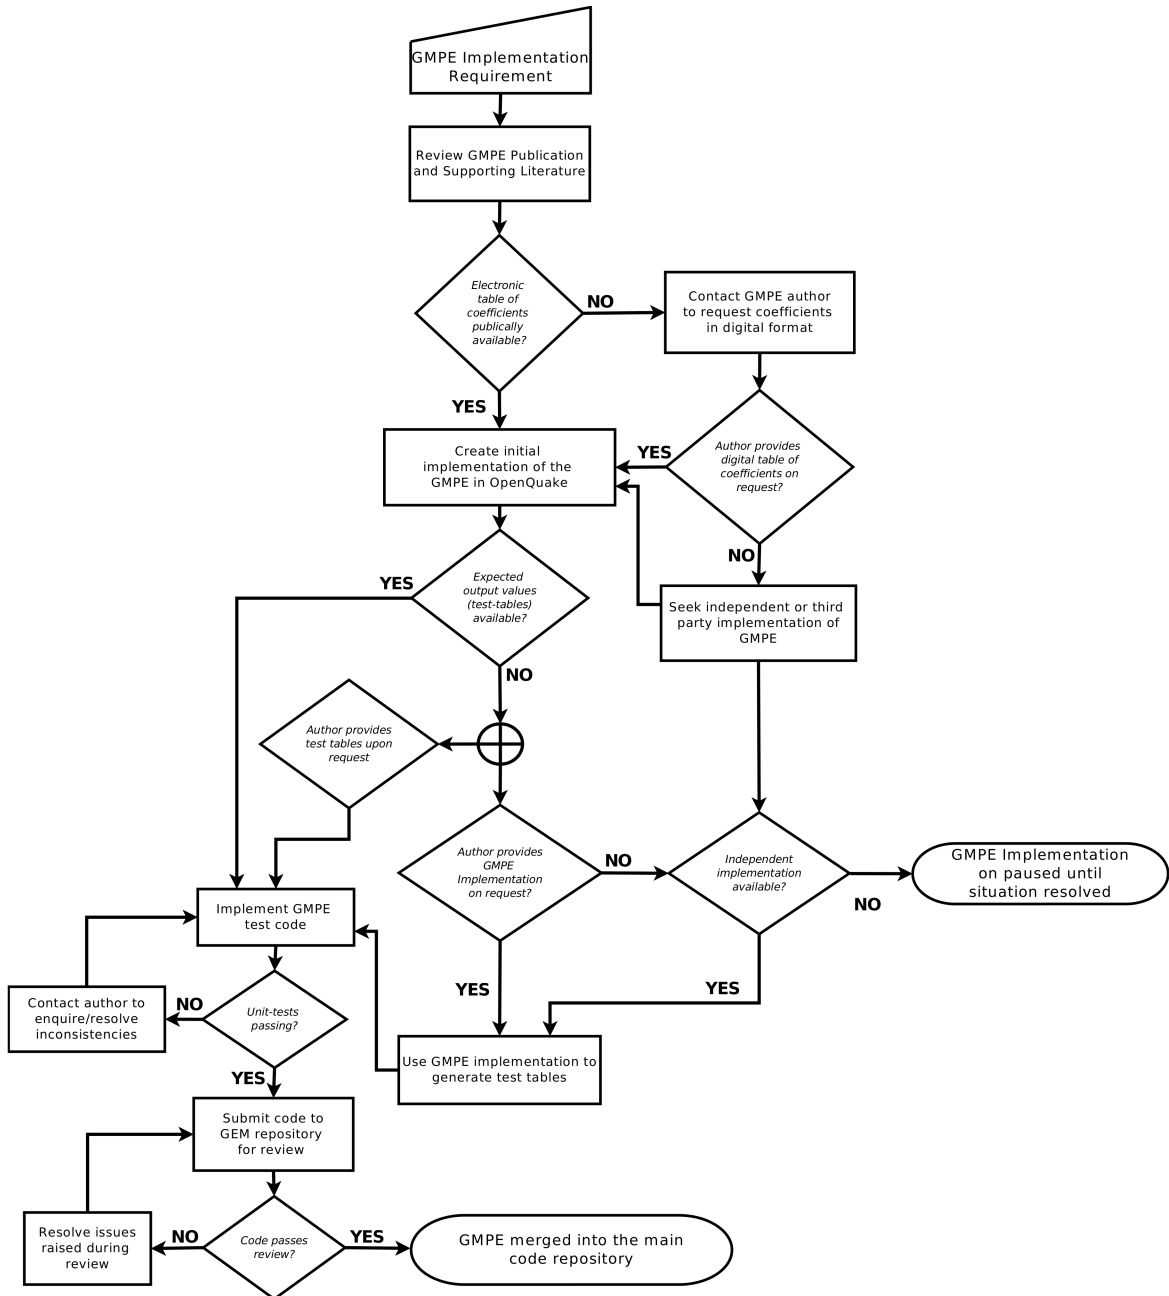 GMPE Implementation
Requirement
Review GMPE Publication
and Supporting Literature
Electronic
table of
coefficients
publically
available?
NO
Contact GMPE author
to request coefficients
in digital format
YES
Create initial
implementation of the
GMPE in OpenQuake
YES
Author provides
digital table of
coefficients on
request?
NO
YES
Expected
output values
(test-tables)
available?
Seek independent or third
party implementation of
GMPE
NO
Author provides
test tables upon
request
Author provides
GMPE
Implementation
on request?
NO
Independent
implementation
available?
NO
GMPE Implementation
on paused until
situation resolved
Implement GMPE
test code
YES
YES
Contact author to
enquire/resolve
inconsistencies
NO
Unit-tests
passing?
Use GMPE implementation to
generate test tables
YES
Submit code to
GEM repository
for review
Resolve issues
raised during
review
NO
Code passes
review?
YES
GMPE merged into the main
code repository